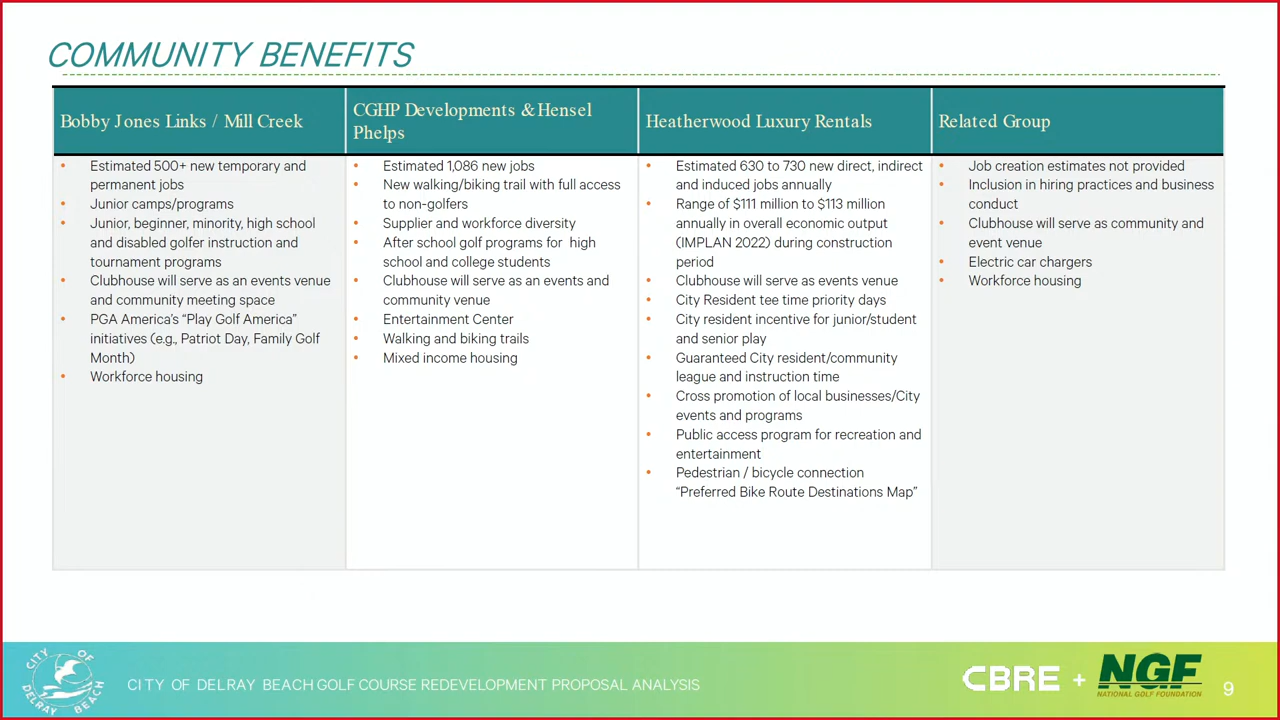 COMMUNITY BENEFITS
Bobby Jones Links / Mill Creek
CGHP Developments & Hensel
Phelps
Heatherwood Luxury Rentals
Related Group
• Estimated 500+ new temporary and
permanent jobs
• Junior camps/programs
• Junior, beginner, minority, high school
and disabled golfer instruction and
tournament programs
• Clubhouse will serve as an events venue
and community meeting space
• PGA America's “Play Golf America”
initiatives (e.g., Patriot Day, Family Golf
Month)
• Workforce housing
• Estimated 1,086 new jobs
• New walking/biking trail with full access
to non-golfers
• Supplier and workforce diversity
• After school golf programs for high
school and college students
• Clubhouse will serve as an events and
community venue
• Entertainment Center
• Walking and biking trails
• Mixed income housing
• Estimated 630 to 730 new direct, indirect
and induced jobs annually
• Range of $111 million to $113 million
annually in overall economic output
(IMPLAN 2022) during construction
period
• Clubhouse will serve as events venue
• City Resident tee time priority days
• City resident incentive for junior/student
and senior play
• Guaranteed City resident/community
league and instruction time
• Cross promotion of local businesses/City
events and programs
• Public access program for recreation and
entertainment
• Pedestrian / bicycle connection
“Preferred Bike Route Destinations Map”
• Job creation estimates not provided
• Inclusion in hiring practices and business
conduct
• Clubhouse will serve as community and
event venue
• Electric car chargers
• Workforce housing
CITY OF
DELRAY BEACH
CITY OF DELRAY BEACH GOLF COURSE REDEVELOPMENT PROPOSAL ANALYSIS
CBRE + NGF
NATIONAL GOLF FOUNDATION
9